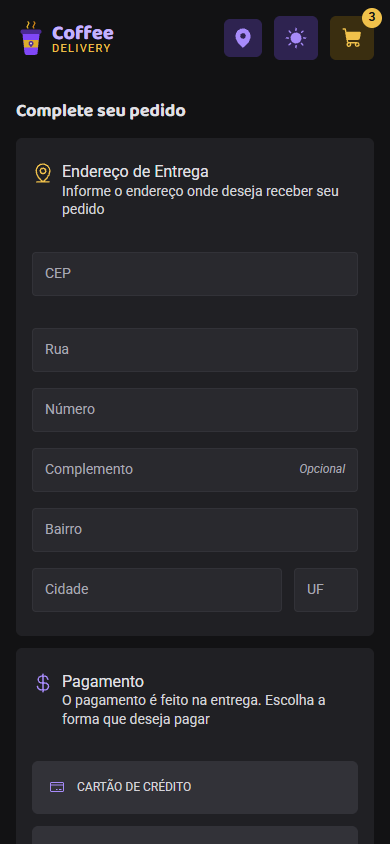 Coffee
DELIVERY
3
Complete seu pedido
Endereço de Entrega
Informe o endereço onde deseja receber seu
pedido
CEP
Rua
Número
Complemento Opcional
Bairro
Cidade UF
Pagamento
O pagamento é feito na entrega. Escolha a
forma que deseja pagar
CARTÃO DE CRÉDITO